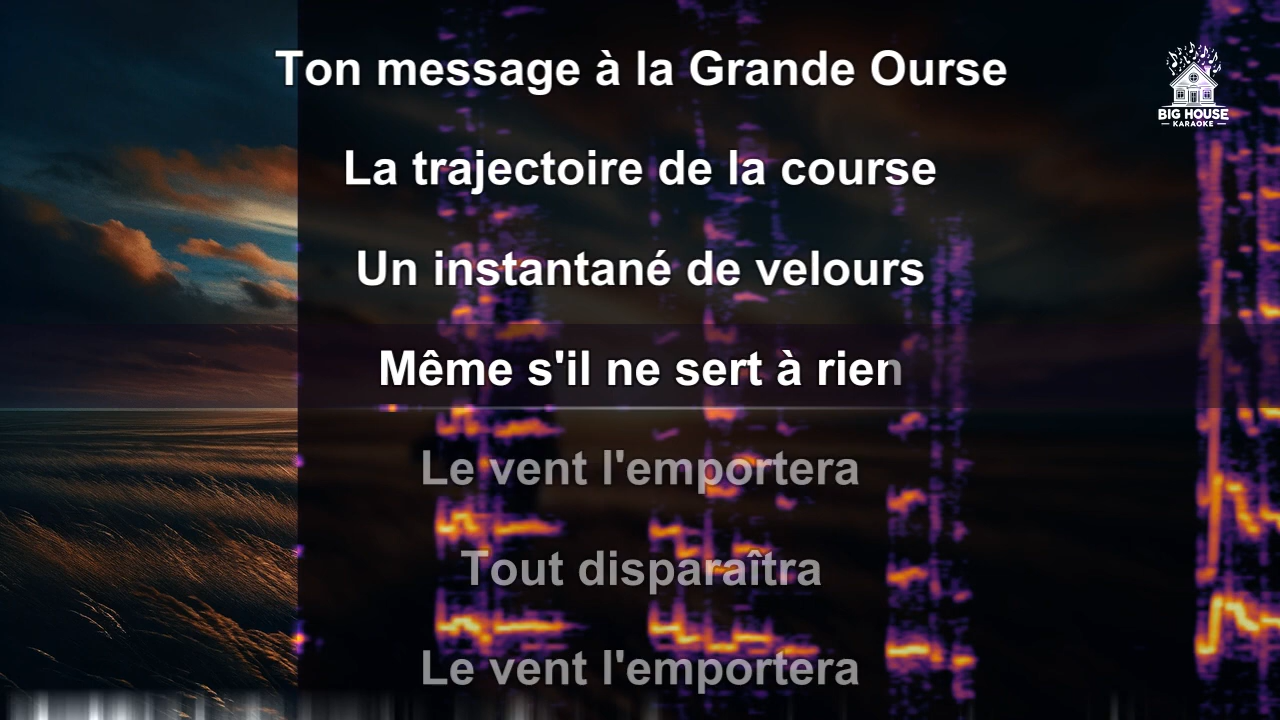 Ton message à la Grande Ourse
BIG HOUSE
KARAOKE
La trajectoire de la course
Un instantané de velours
Même s'il ne sert à rien
Le vent l'emportera
Tout disparaîtra
Le vent l'emportera